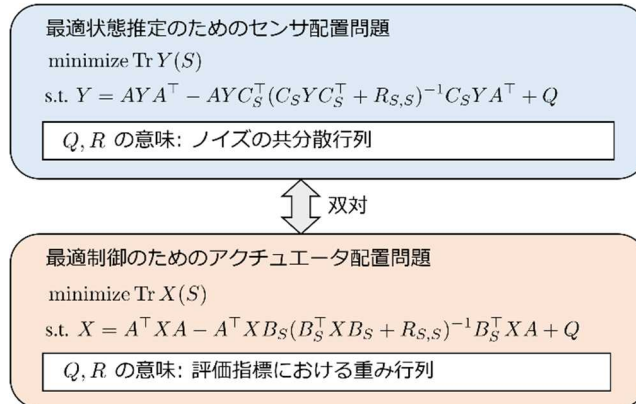 最適状態推定のためのセンサ配置問題
minimize Tr Y(S)
s.t. Y = AYA^⊤ − AYC_S^⊤(C_SYC_S^⊤ + R_{S,S})^{−1}C_SYA^⊤ + Q
Q, R の意味: ノイズの共分散行列
双対
最適制御のためのアクチュエータ配置問題
minimize Tr X(S)
s.t. X = A^⊤XA − A^⊤XB_S(B_S^⊤XB_S + R_{S,S})^{−1}B_S^⊤XA + Q
Q, R の意味: 評価指標における重み行列